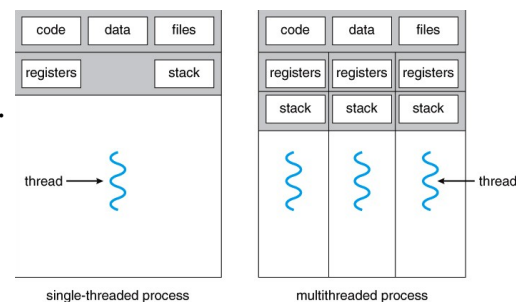 code data files
registers stack
thread
single-threaded process
code data files
registers registers registers
stack stack stack
thread
multithreaded process